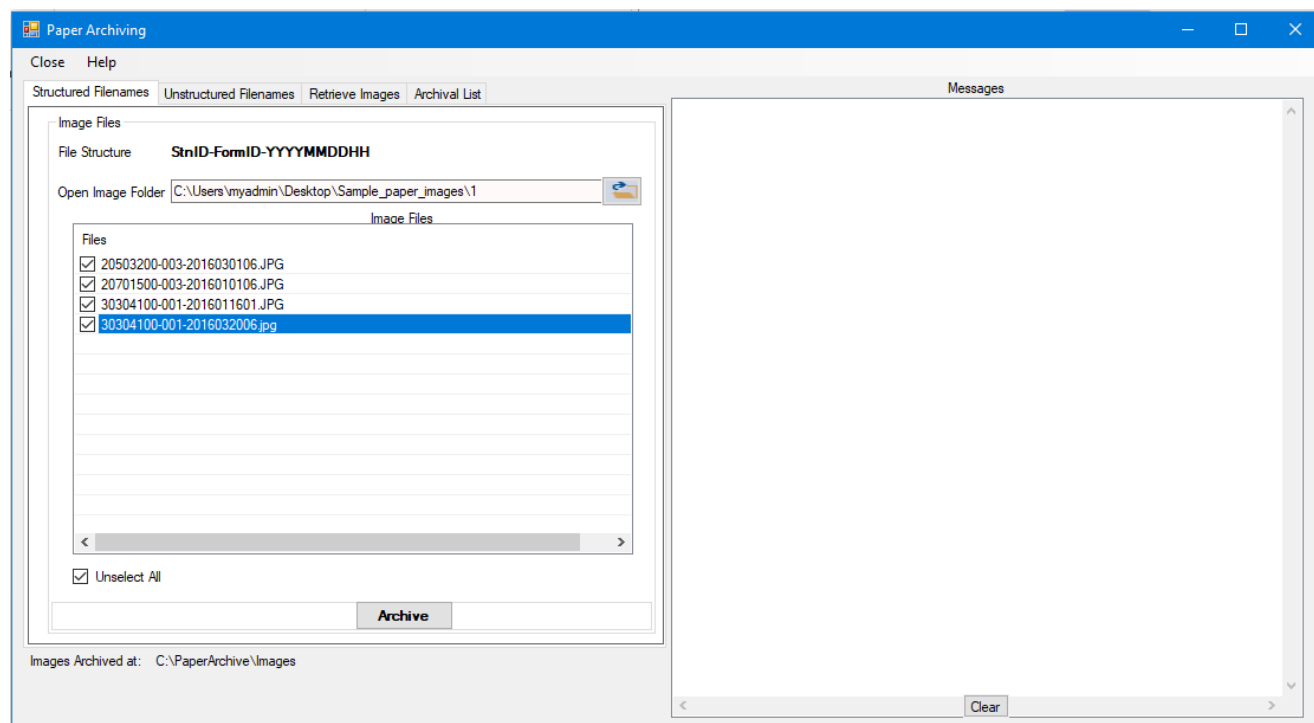 Paper Archiving
Close Help
Structured Filenames Unstructured Filenames Retrieve Images Archival List
Image Files
File Structure StnID-FormID-YYYYMMDDHH
Open Image Folder C:\Users\myadmin\Desktop\Sample_paper_images\1
Image Files
Files
20503200-003-2016030106.JPG
20701500-003-2016010106.JPG
30304100-001-2016011601.JPG
30304100-001-2016032006.jpg
Unselect All
Archive
Images Archived at: C:\PaperArchive\Images
Messages
Clear